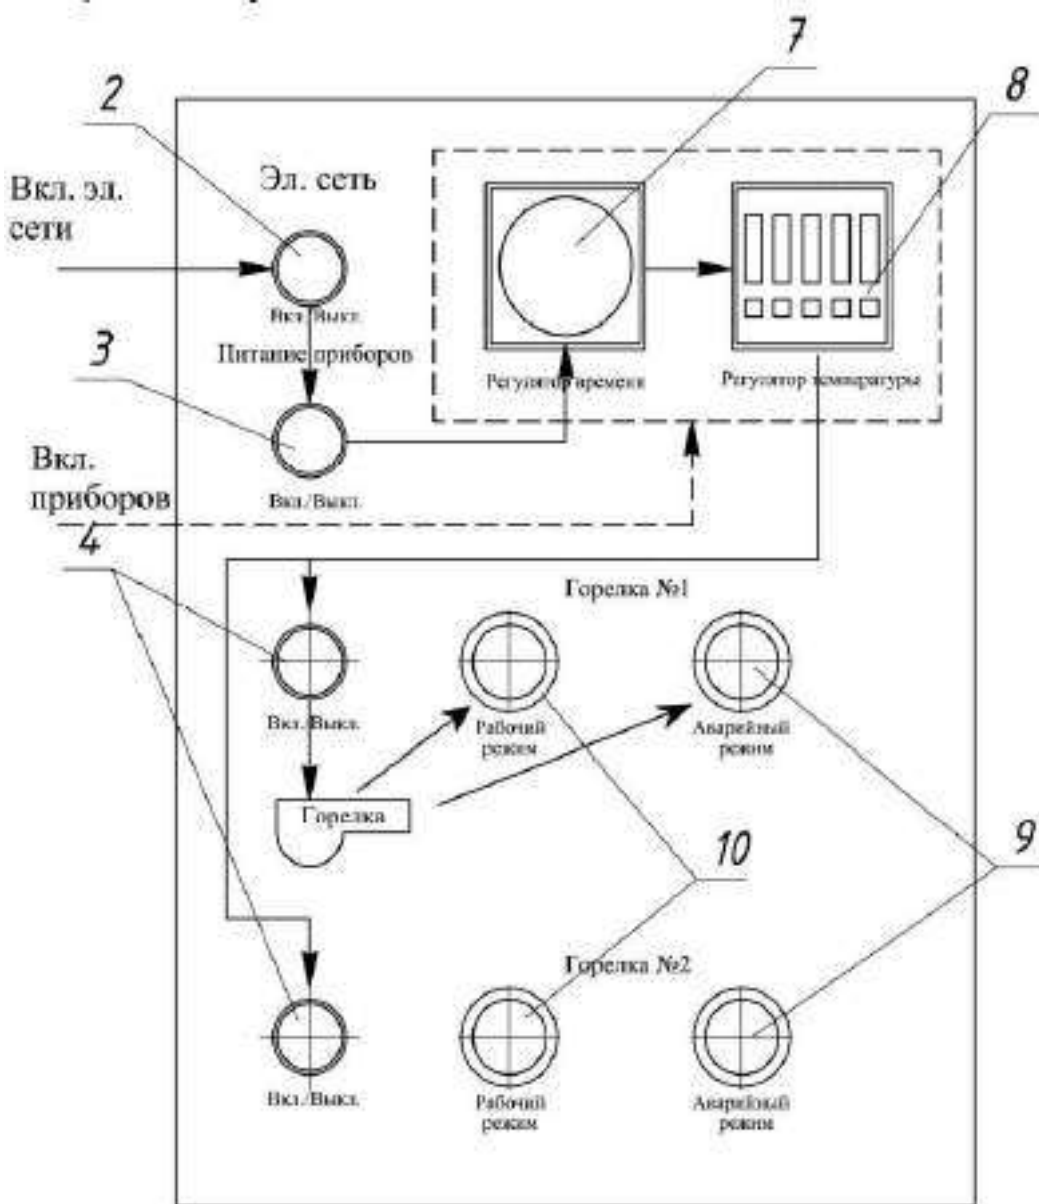 7
2
8
Эл. сеть
Вкл. эл.
сети
Вкл./Выкл.
3
Питание приборов
Регулятор времени
Регулятор температуры
Вкл.
приборов
Вкл./Выкл.
4
Горелка №1
Вкл./Выкл.
Рабочий
режим
Аварийный
режим
Горелка
10
9
Горелка №2
Вкл./Выкл.
Рабочий
режим
Аварийный
режим